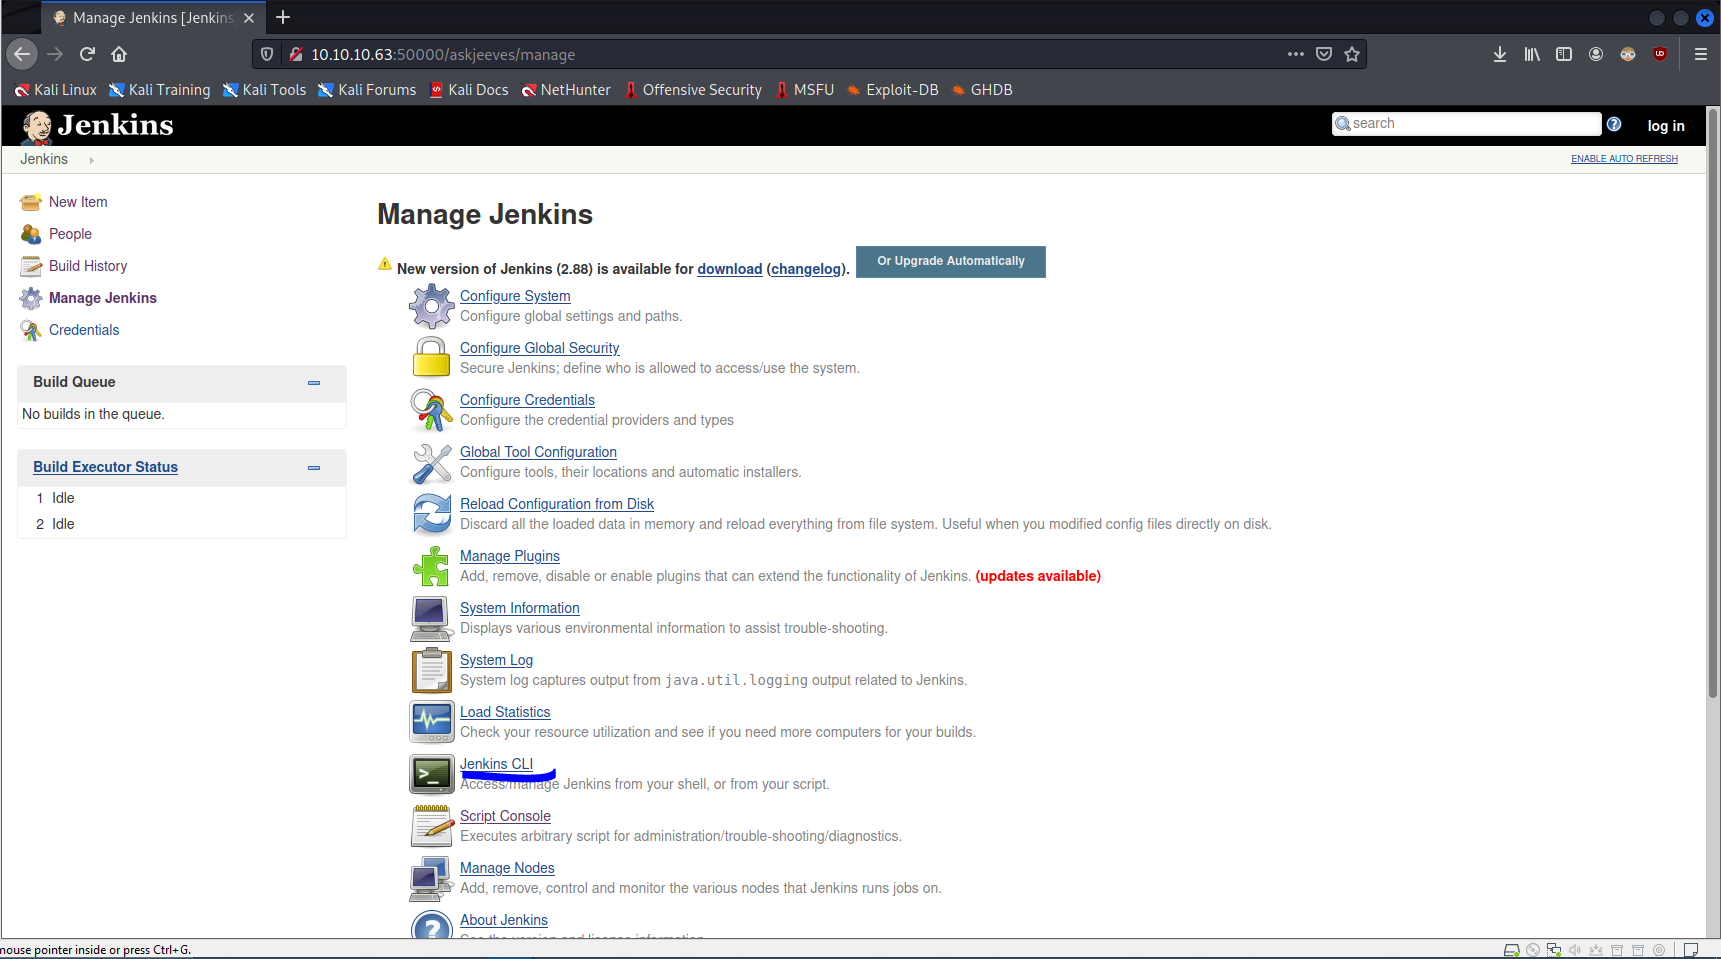 Manage Jenkins [Jenkins
10.10.10.63:50000/askjeeves/manage
Kali Linux Kali Training Kali Tools Kali Forums Kali Docs NetHunter Offensive Security MSFU Exploit-DB GHDB
Jenkins
search
log in
Jenkins
ENABLE AUTO REFRESH
New Item
People
Build History
Manage Jenkins
Credentials
Build Queue
No builds in the queue.
Build Executor Status
1 Idle
2 Idle
Manage Jenkins
New version of Jenkins (2.88) is available for download (changelog).
Or Upgrade Automatically
Configure System
Configure global settings and paths.
Configure Global Security
Secure Jenkins; define who is allowed to access/use the system.
Configure Credentials
Configure the credential providers and types
Global Tool Configuration
Configure tools, their locations and automatic installers.
Reload Configuration from Disk
Discard all the loaded data in memory and reload everything from file system. Useful when you modified config files directly on disk.
Manage Plugins
Add, remove, disable or enable plugins that can extend the functionality of Jenkins. (updates available)
System Information
Displays various environmental information to assist trouble-shooting.
System Log
System log captures output from java.util.logging output related to Jenkins.
Load Statistics
Check your resource utilization and see if you need more computers for your builds.
Jenkins CLI
Access/manage Jenkins from your shell, or from your script.
Script Console
Executes arbitrary script for administration/trouble-shooting/diagnostics.
Manage Nodes
Add, remove, control and monitor the various nodes that Jenkins runs jobs on.
About Jenkins
See the version and license information.
mouse pointer inside or press Ctrl+G.